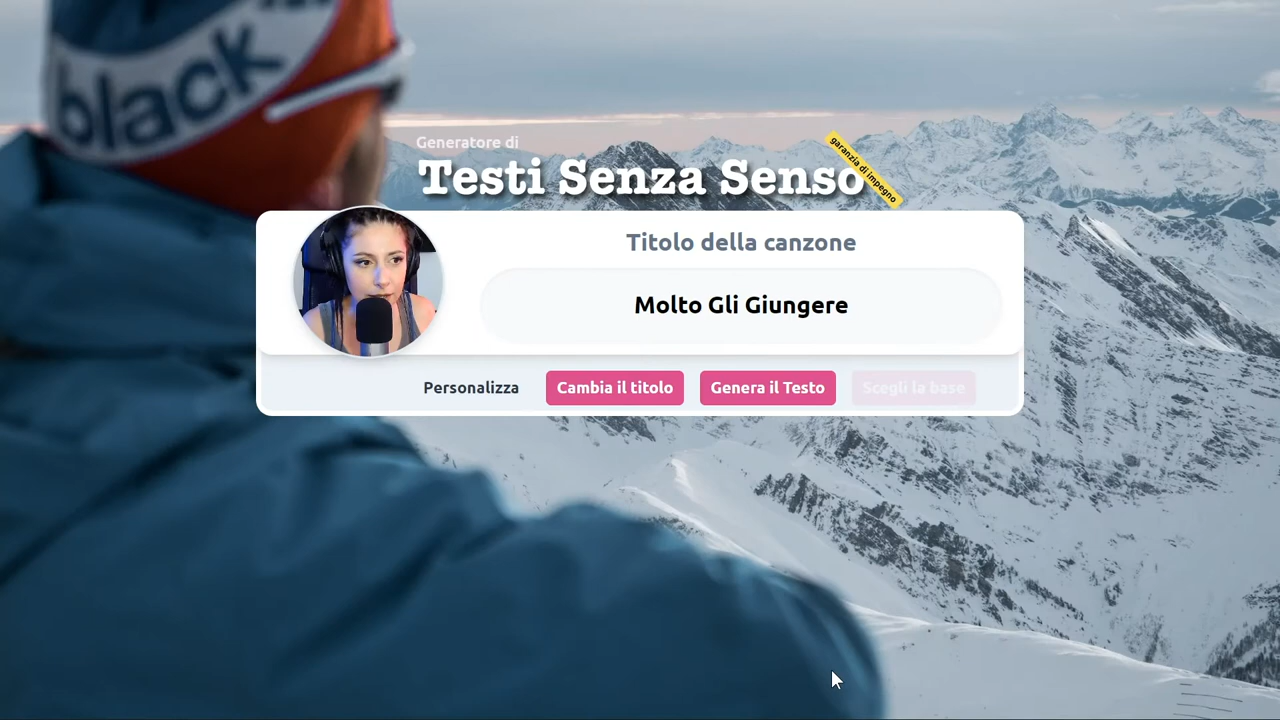 black
Generatore di
Testi Senza Senso
garanzia di impegno
Titolo della canzone
Molto Gli Giungere
Personalizza
Cambia il titolo
Genera il Testo
Scegli la base